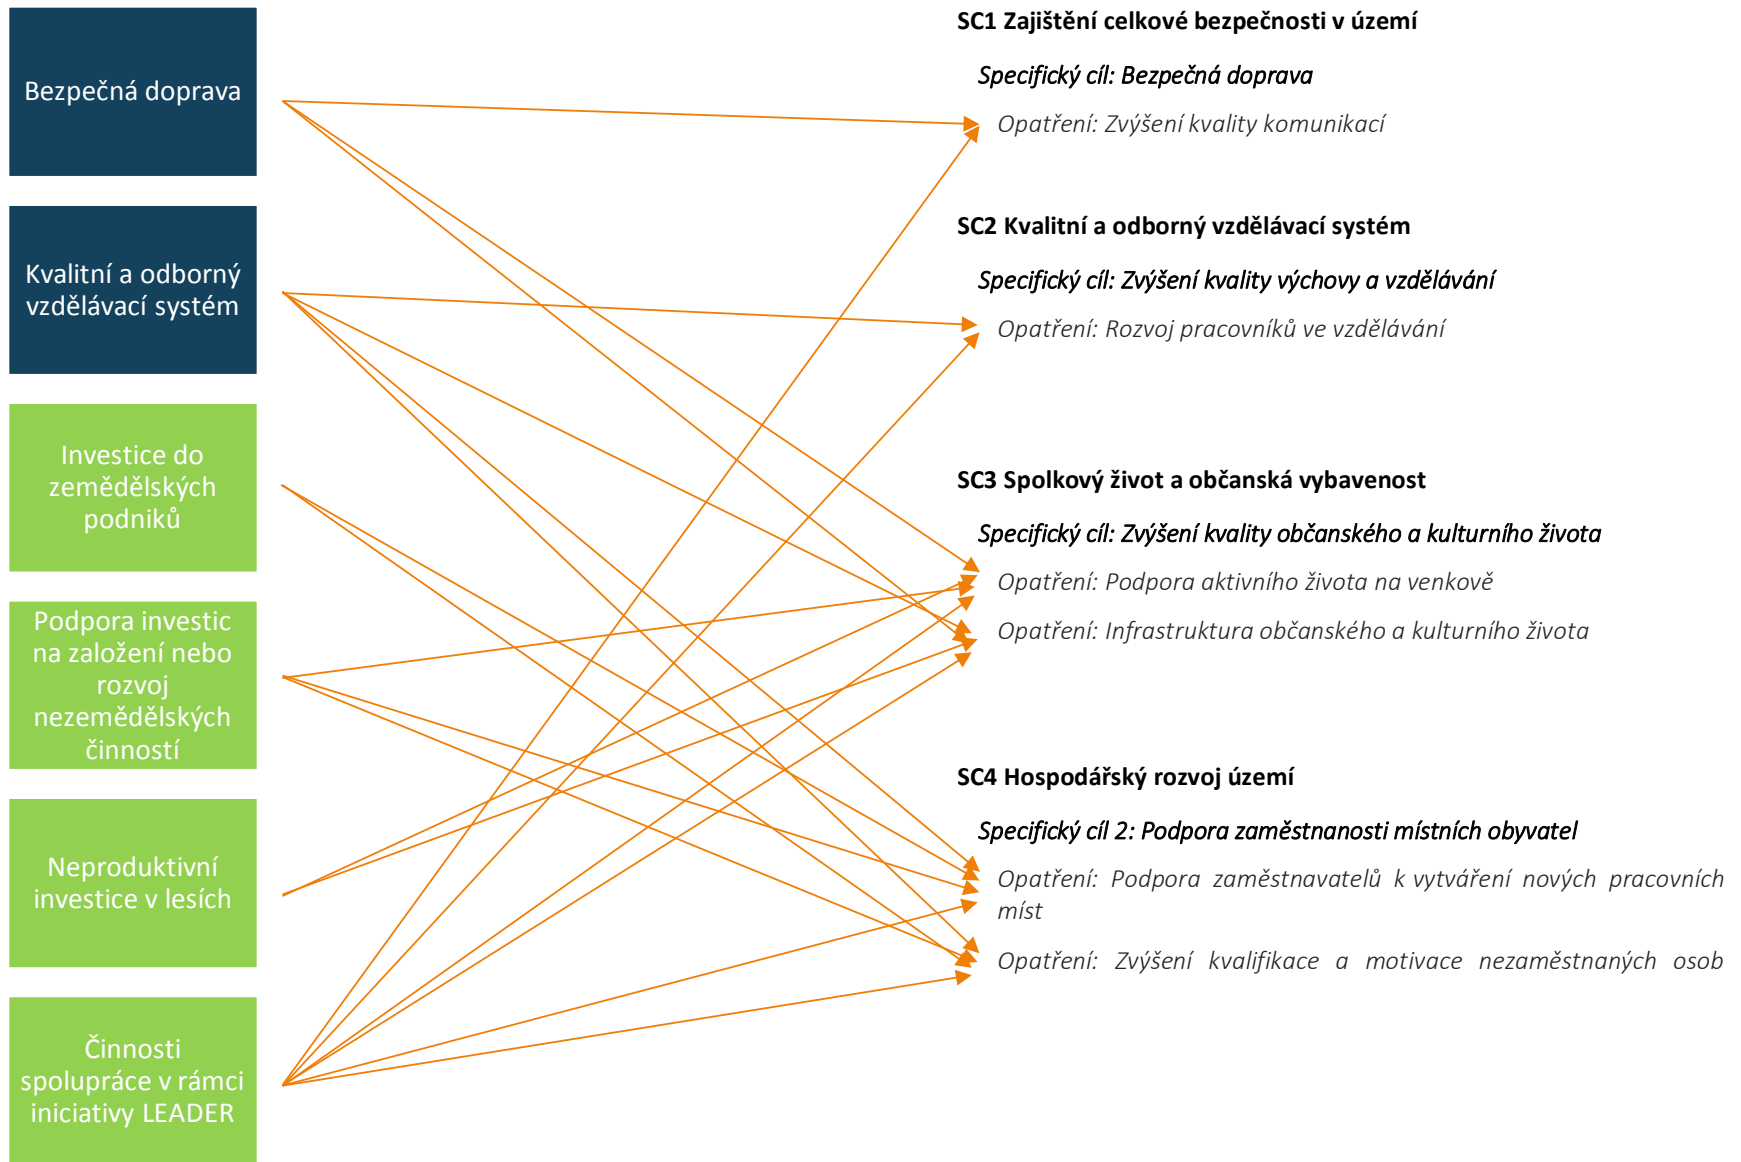 Bezpečná doprava
Kvalitní a odborný
vzdělávací systém
Investice do
zemědělských
podniků
Podpora investic
na založení nebo
rozvoj
nezemědělských
činností
Neproduktivní
investice v lesích
Činnosti
spolupráce v rámci
iniciativy LEADER
SC1 Zajištění celkové bezpečnosti v území
Specifický cíl: Bezpečná doprava
Opatření: Zvýšení kvality komunikací
SC2 Kvalitní a odborný vzdělávací systém
Specifický cíl: Zvýšení kvality výchovy a vzdělávání
Opatření: Rozvoj pracovníků ve vzdělávání
SC3 Spolkový život a občanská vybavenost
Specifický cíl: Zvýšení kvality občanského a kulturního života
Opatření: Podpora aktivního života na venkově
Opatření: Infrastruktura občanského a kulturního života
SC4 Hospodářský rozvoj území
Specifický cíl 2: Podpora zaměstnanosti místních obyvatel
Opatření: Podpora zaměstnavatelů k vytváření nových pracovních
míst
Opatření: Zvýšení kvalifikace a motivace nezaměstnaných osob